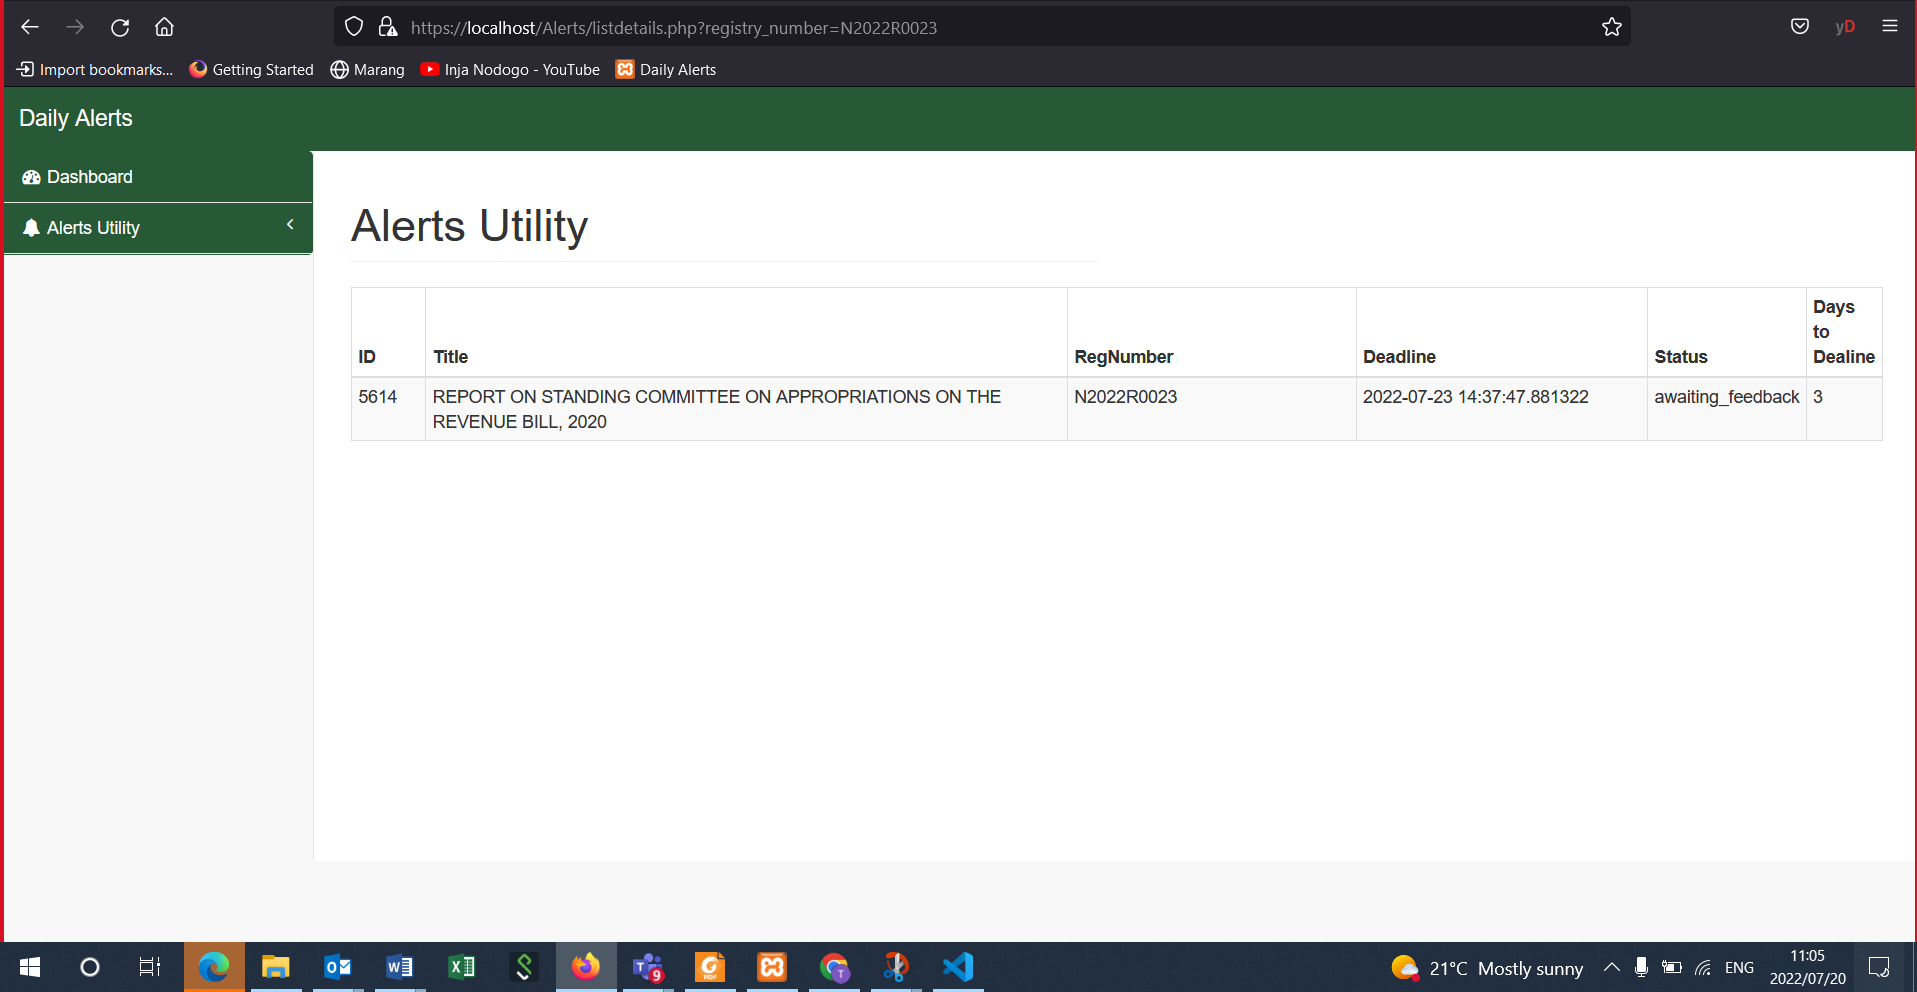 https://localhost/Alerts/listdetails.php?registry_number=N2022R0023
yD
Import bookmarks... Getting Started Marang Inja Nodogo - YouTube Daily Alerts
Daily Alerts
Dashboard
Alerts Utility
Alerts Utility
ID Title RegNumber Deadline Status Days to Dealine
5614 REPORT ON STANDING COMMITTEE ON APPROPRIATIONS ON THE N2022R0023 2022-07-23 14:37:47.881322 awaiting_feedback 3
REVENUE BILL, 2020
9
PDF
T
21°C Mostly sunny ENG 11:05
2022/07/20